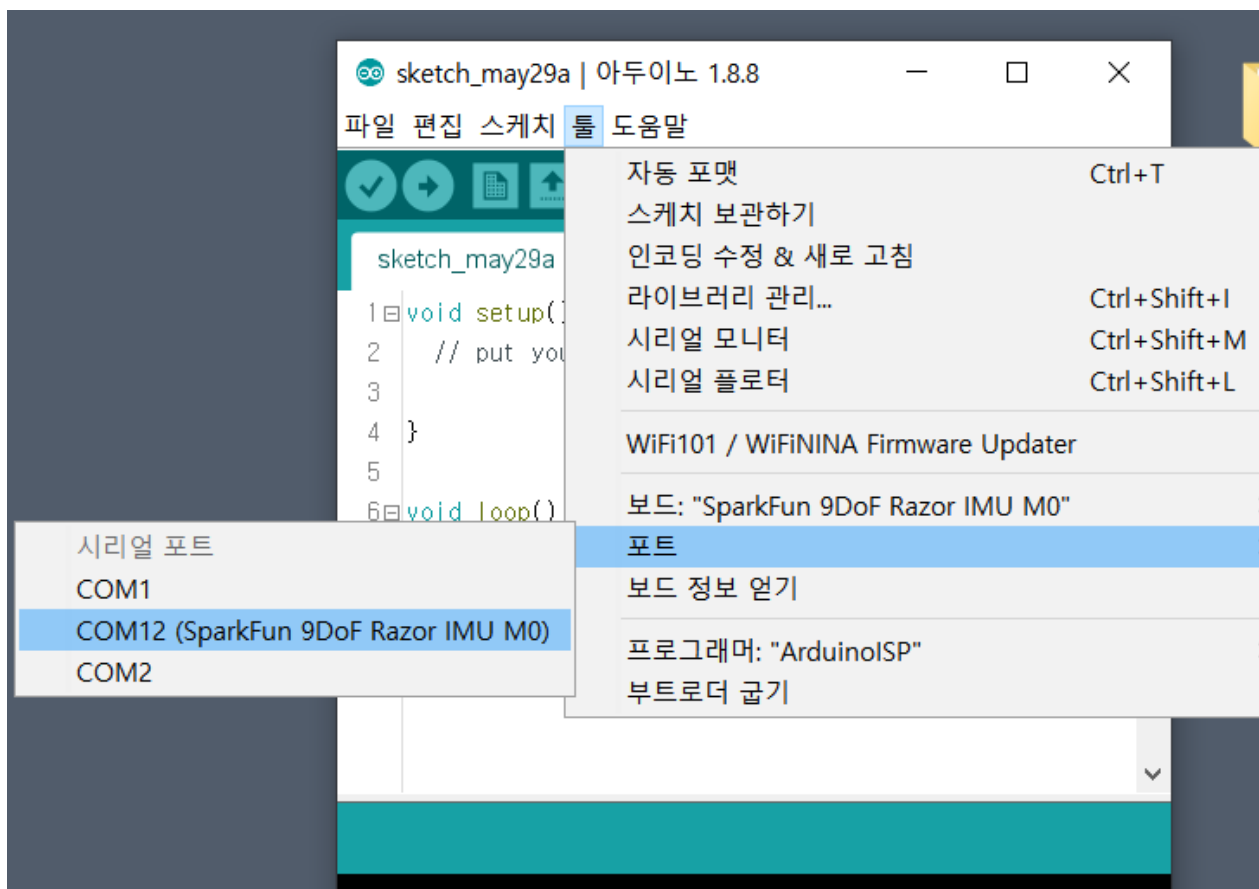 sketch_may29a | 아두이노 1.8.8
파일 편집 스케치 툴 도움말
자동 포맷 Ctrl+T
스케치 보관하기
인코딩 수정 & 새로 고침
라이브러리 관리... Ctrl+Shift+I
시리얼 모니터 Ctrl+Shift+M
시리얼 플로터 Ctrl+Shift+L
WiFi101 / WiFiNINA Firmware Updater
보드: "SparkFun 9DoF Razor IMU M0"
포트
보드 정보 얻기
프로그래머: "ArduinoISP"
부트로더 굽기
sketch_may29a
1 void setup()
2 // put you
3
4 }
5
6 void loop()
시리얼 포트
COM1
COM12 (SparkFun 9DoF Razor IMU M0)
COM2